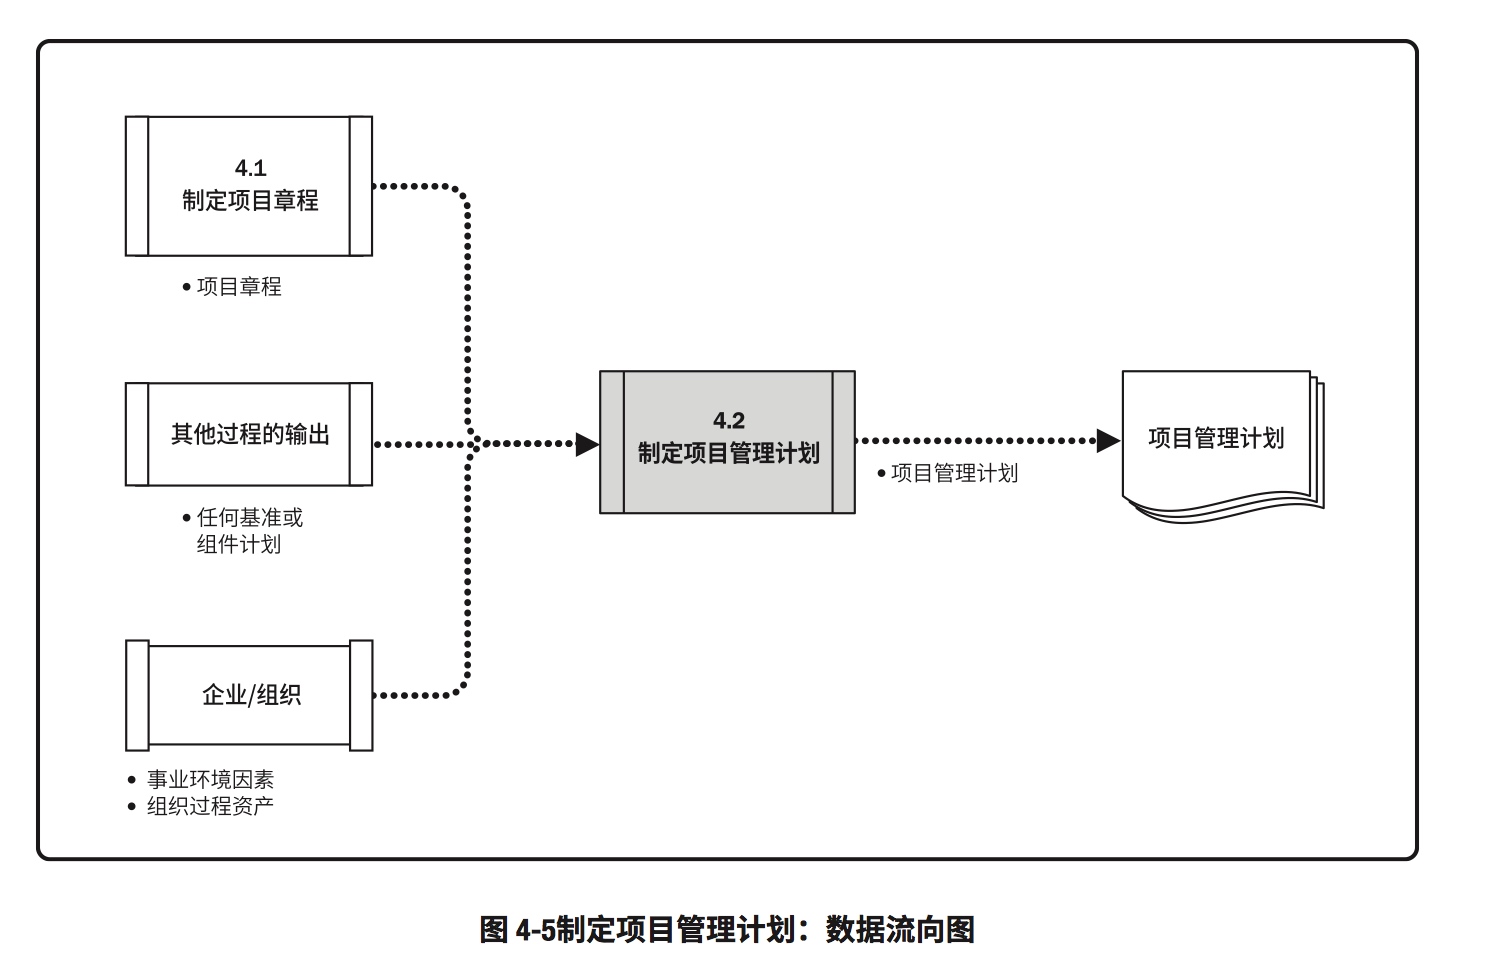 4.1
制定项目章程
• 项目章程
其他过程的输出
• 任何基准或
组件计划
企业/组织
• 事业环境因素
• 组织过程资产
4.2
制定项目管理计划
• 项目管理计划
项目管理计划
图 4-5制定项目管理计划：数据流向图